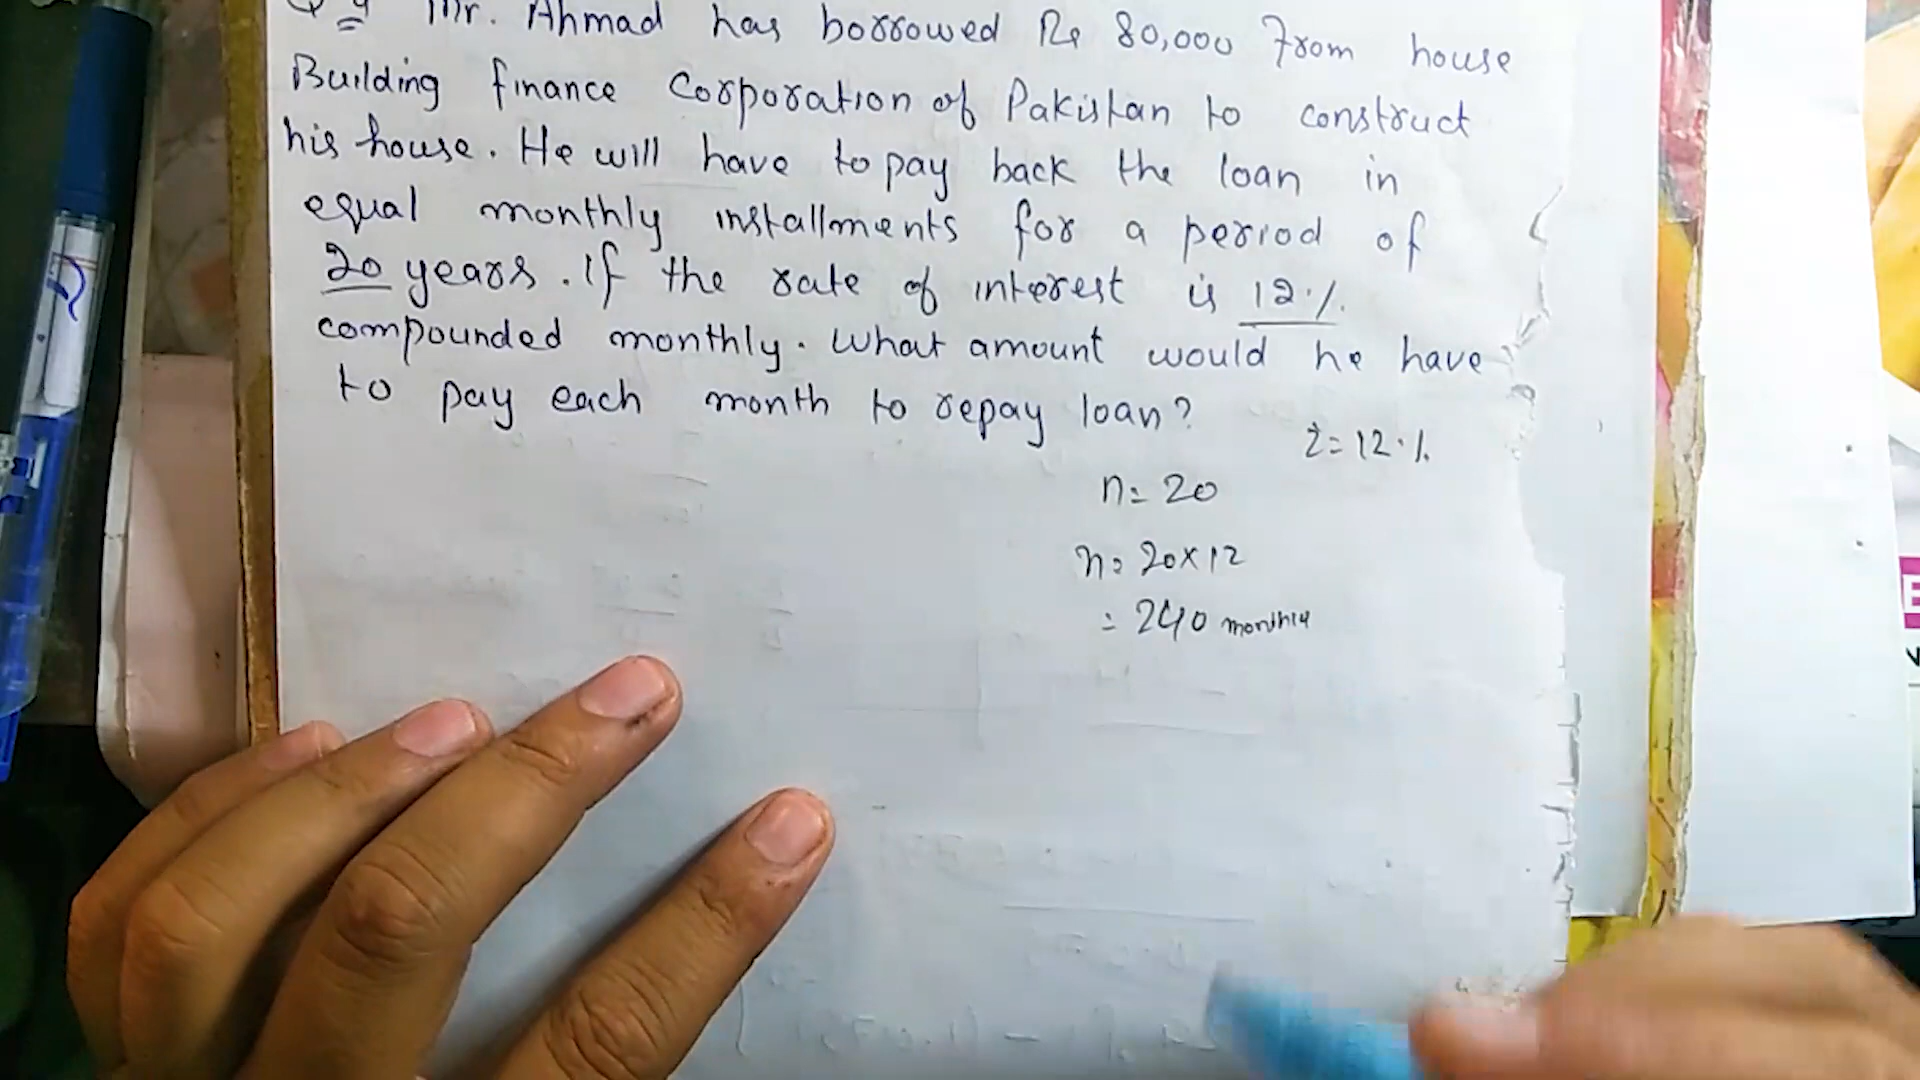 Mr. Ahmad has borrowed Rs 80,000 from house
Building finance Corporation of Pakistan to construct
his house. He will have to pay back the loan in
equal monthly installments for a period of
20 years. If the rate of interest is 12%
compounded monthly. What amount would he have
to pay each month to repay loan?
i=12%
n= 20
n= 20x12
= 240 monthly